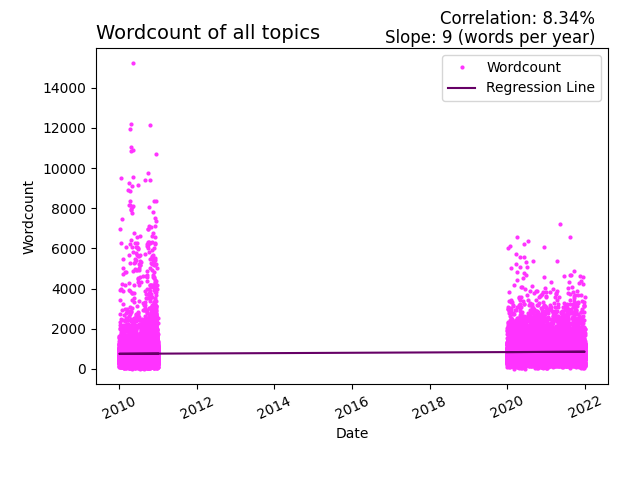 Wordcount of all topics
Correlation: 8.34%
Slope: 9 (words per year)
Wordcount
Regression Line
14000
12000
10000
8000
6000
4000
2000
0
Wordcount
2010
2012
2014
2016
2018
2020
2022
Date